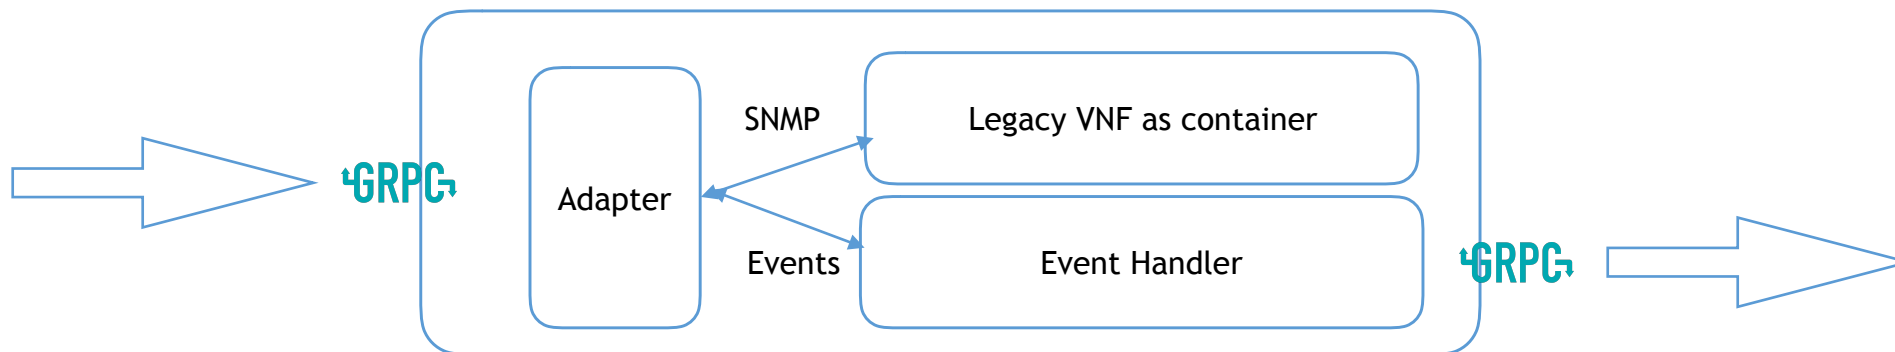 SNMP
Legacy VNF as container
GRPC
Adapter
Events
Event Handler
GRPC